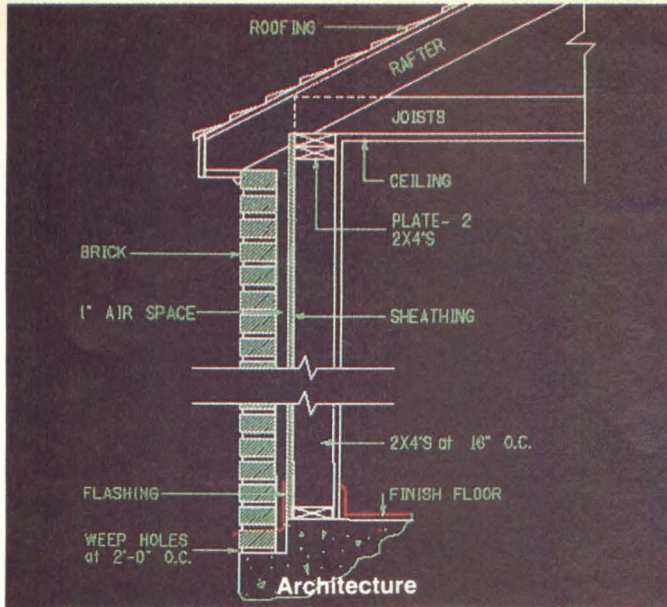 ROOFING
RAFTER
JOISTS
CEILING
PLATE- 2
2X4'S
BRICK
1" AIR SPACE
SHEATHING
2X4'S at 16" O.C.
FLASHING
FINISH FLOOR
WEEP HOLES
at 2'-0" O.C.
Architecture